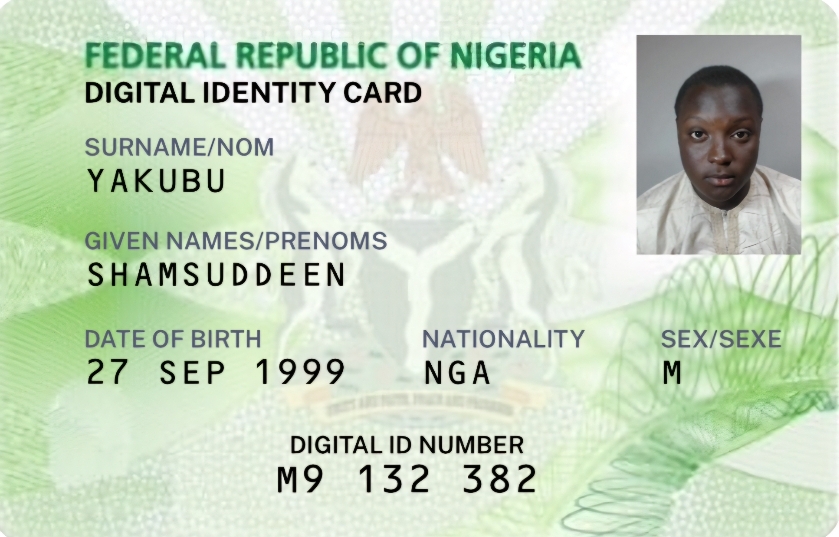 FEDERAL REPUBLIC OF NIGERIA
DIGITAL IDENTITY CARD
SURNAME/NOM
YAKUBU
GIVEN NAMES/PRENOMS
SHAMSUDDEEN
DATE OF BIRTH NATIONALITY SEX/SEXE
27 SEP 1999 NGA M
DIGITAL ID NUMBER
M9 132 382